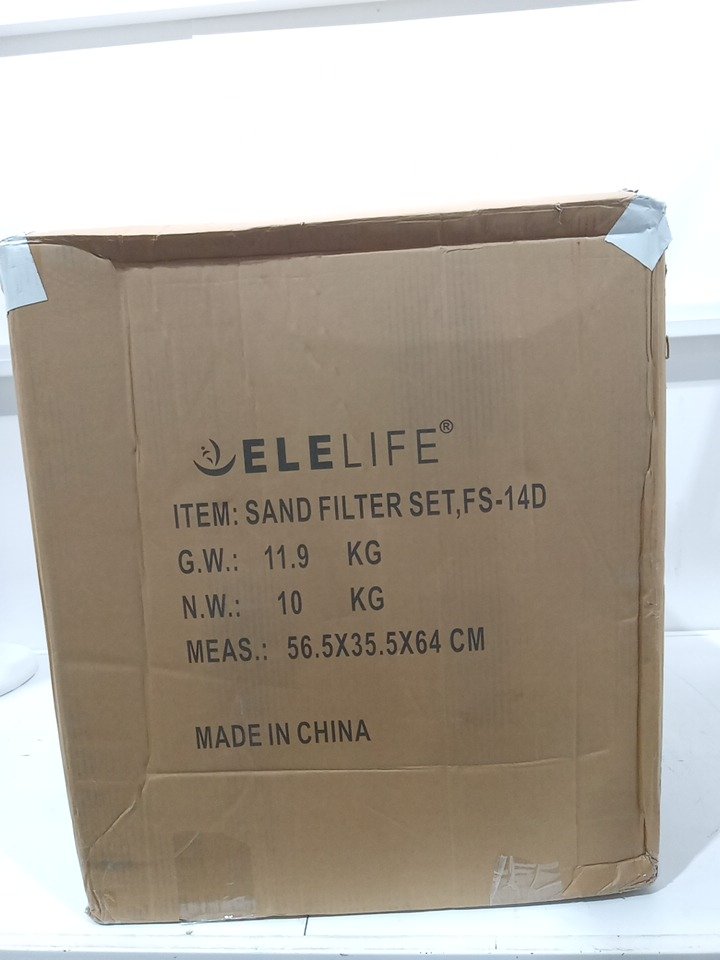 ELELIFE®
ITEM: SAND FILTER SET,FS-14D
G.W.: 11.9 KG
N.W.: 10 KG
MEAS.: 56.5X35.5X64 CM
MADE IN CHINA